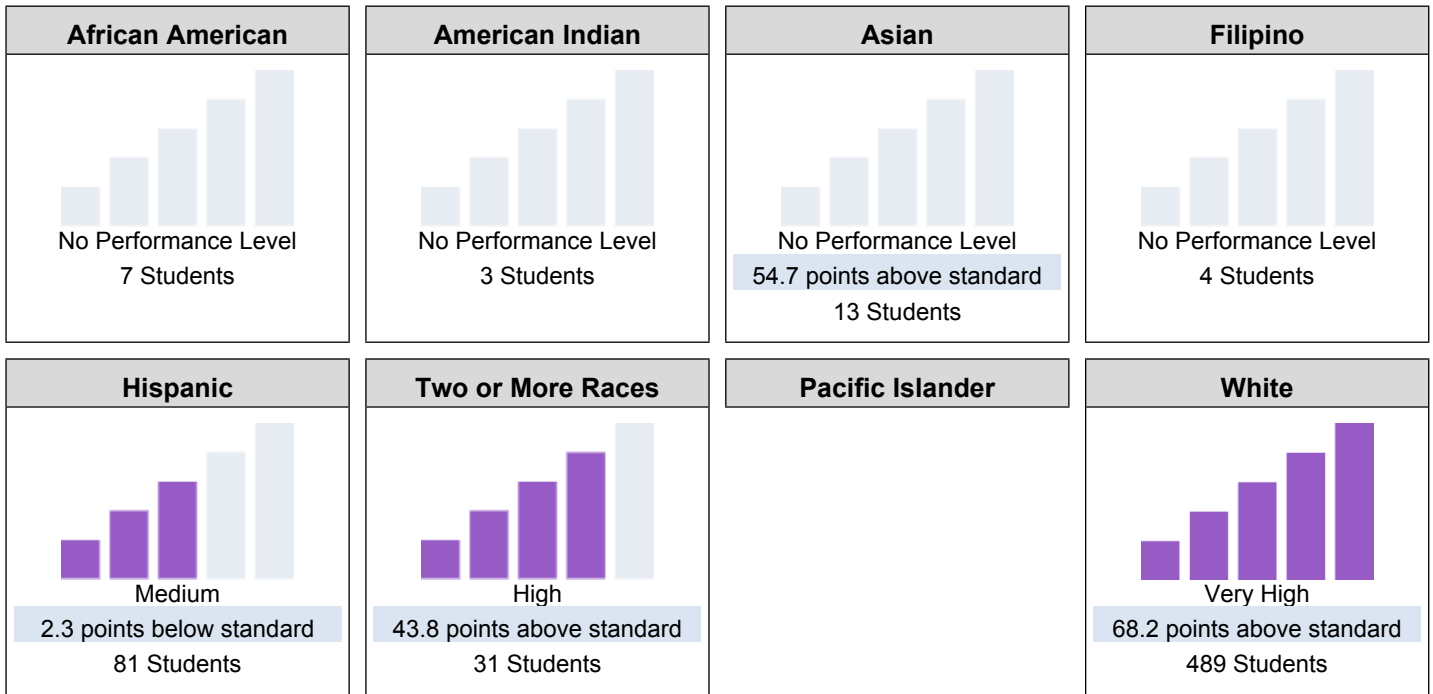 African American
No Performance Level
7 Students
American Indian
No Performance Level
3 Students
Asian
No Performance Level
54.7 points above standard
13 Students
Filipino
No Performance Level
4 Students
Hispanic
Medium
2.3 points below standard
81 Students
Two or More Races
High
43.8 points above standard
31 Students
Pacific Islander
White
Very High
68.2 points above standard
489 Students